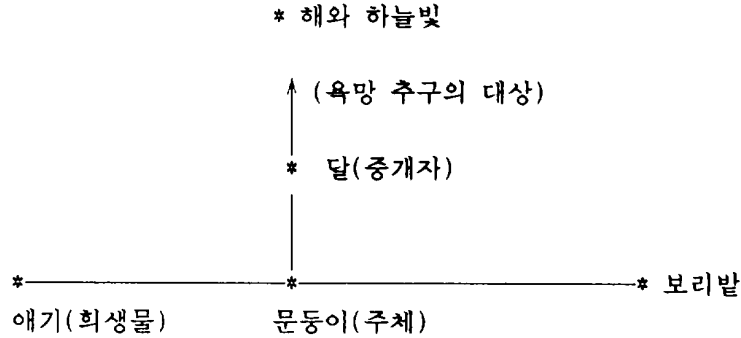 * 해와 하늘빛
(욕망 추구의 대상)
* 달(중개자)
* * * 보리밭
애기(희생물) 문둥이(주체)